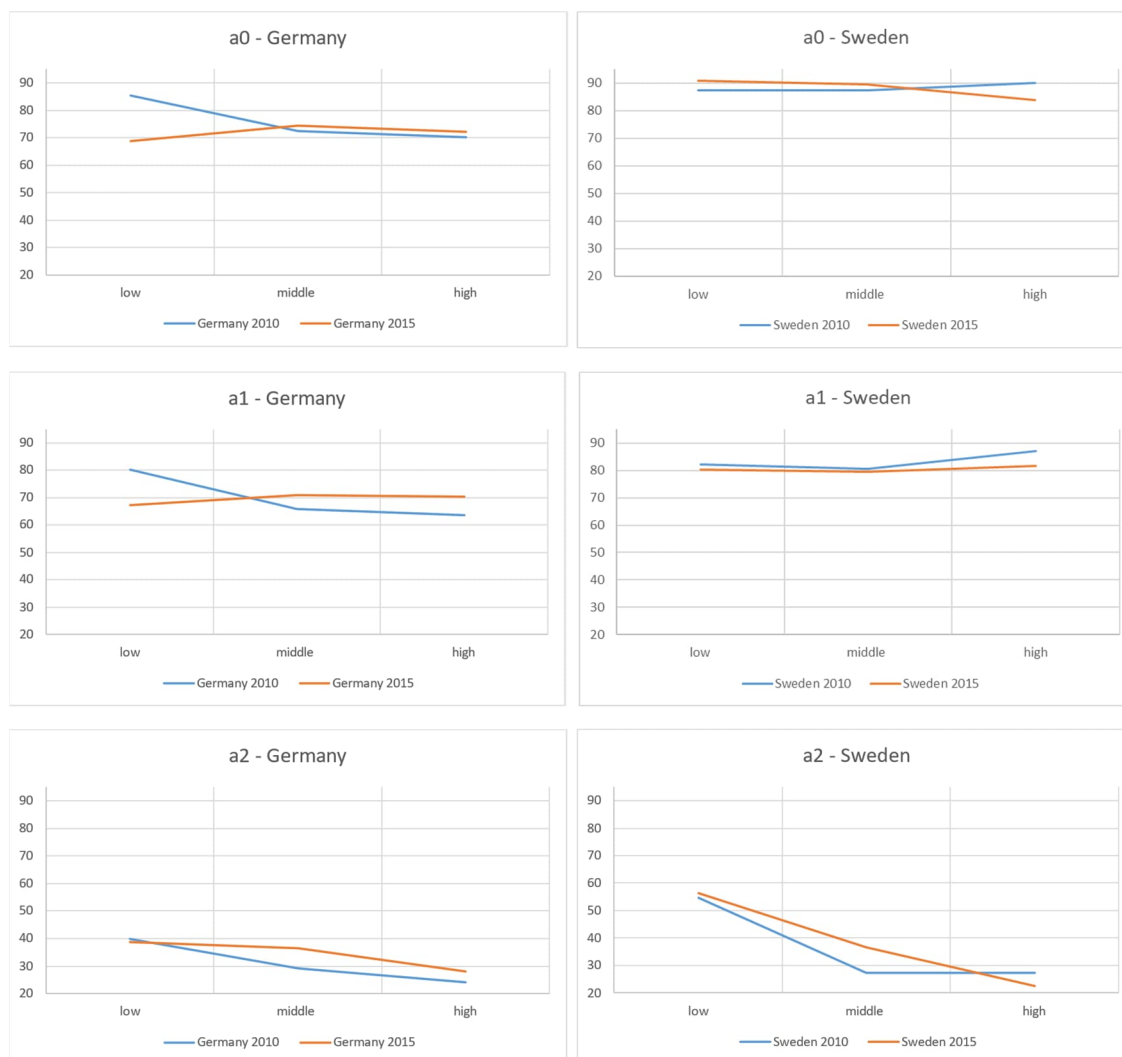 a0 - Germany
90
80
70
60
50
40
30
20
low middle high
Germany 2010 Germany 2015
a0 - Sweden
90
80
70
60
50
40
30
20
low middle high
Sweden 2010 Sweden 2015
a1 - Germany
90
80
70
60
50
40
30
20
low middle high
Germany 2010 Germany 2015
a1 - Sweden
90
80
70
60
50
40
30
20
low middle high
Sweden 2010 Sweden 2015
a2 - Germany
90
80
70
60
50
40
30
20
low middle high
Germany 2010 Germany 2015
a2 - Sweden
90
80
70
60
50
40
30
20
low middle high
Sweden 2010 Sweden 2015